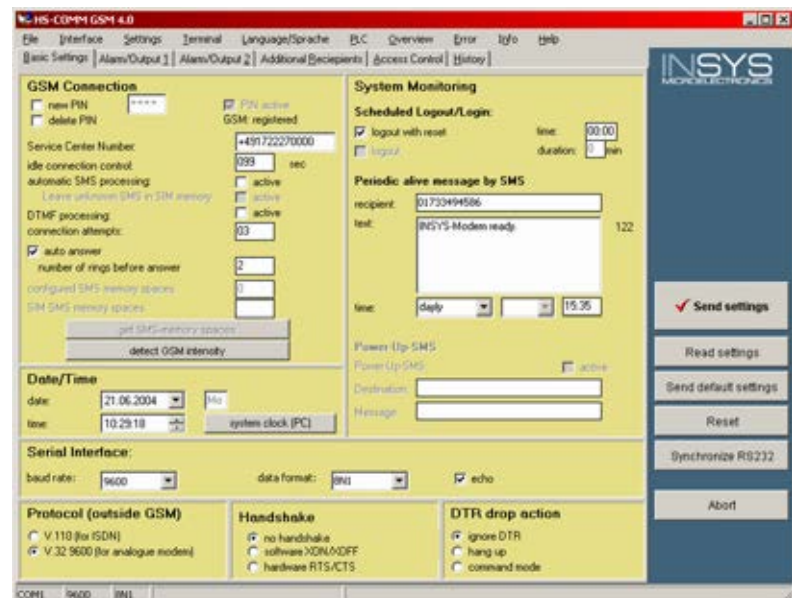 HS-COMM GSM 4.0
File Interface Settings Terminal Language/Sprache PLC Overview Error Info Help
Basic Settings Alarm/Output 1 Alarm/Output 2 Additional Reciepients Access Control History
INSYS
MICROELECTRONICS
GSM Connection
new PIN ****
PIN active
delete PIN
GSM: registered
Service Center Number: +491722270000
idle connection control: 099 sec
automatic SMS processing: active
Leave unknown SMS in SIM memory active
DTMF processing: active
connection attempts: 03
auto answer
number of rings before answer 2
configured SMS memory spaces 0
SIM SMS memory spaces
get SMS-memory spaces
detect GSM intensity
System Monitoring
Scheduled Logout/Login:
logout with reset time: 00:00
logout duration: 0 min
Periodic alive message by SMS
recipient: 01733494586
text: INSYS-Modem ready. 122
time: daply 15:35
Power-Up-SMS
Power-Up-SMS active
Destination:
Message
Date/Time
date: 21.06.2004 Mo
time: 10:29:18 system clock (PC)
Serial Interface:
baud rate: 9600 data format: 8N1 echo
Protocol (outside GSM)
V.110 (for ISDN)
V.32 9600 (for analogue modem)
Handshake
no handshake
software XON/XOFF
hardware RTS/CTS
DTR drop action
ignore DTR
hang up
command mode
Send settings
Read settings
Send default settings
Reset
Synchronize RS232
Abort
COM1 9600 8N1